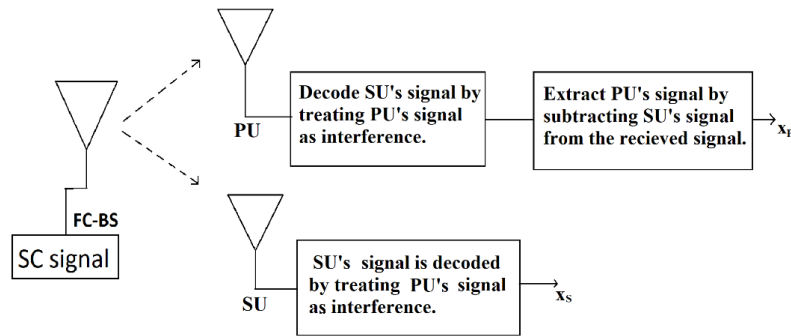 Decode SU's signal by
treating PU's signal
as interference.
Extract PU's signal by
subtracting SU's signal
from the recieved signal.
PU
FC-BS
SC signal
SU's signal is decoded
by treating PU's signal
as interference.
SU
xS